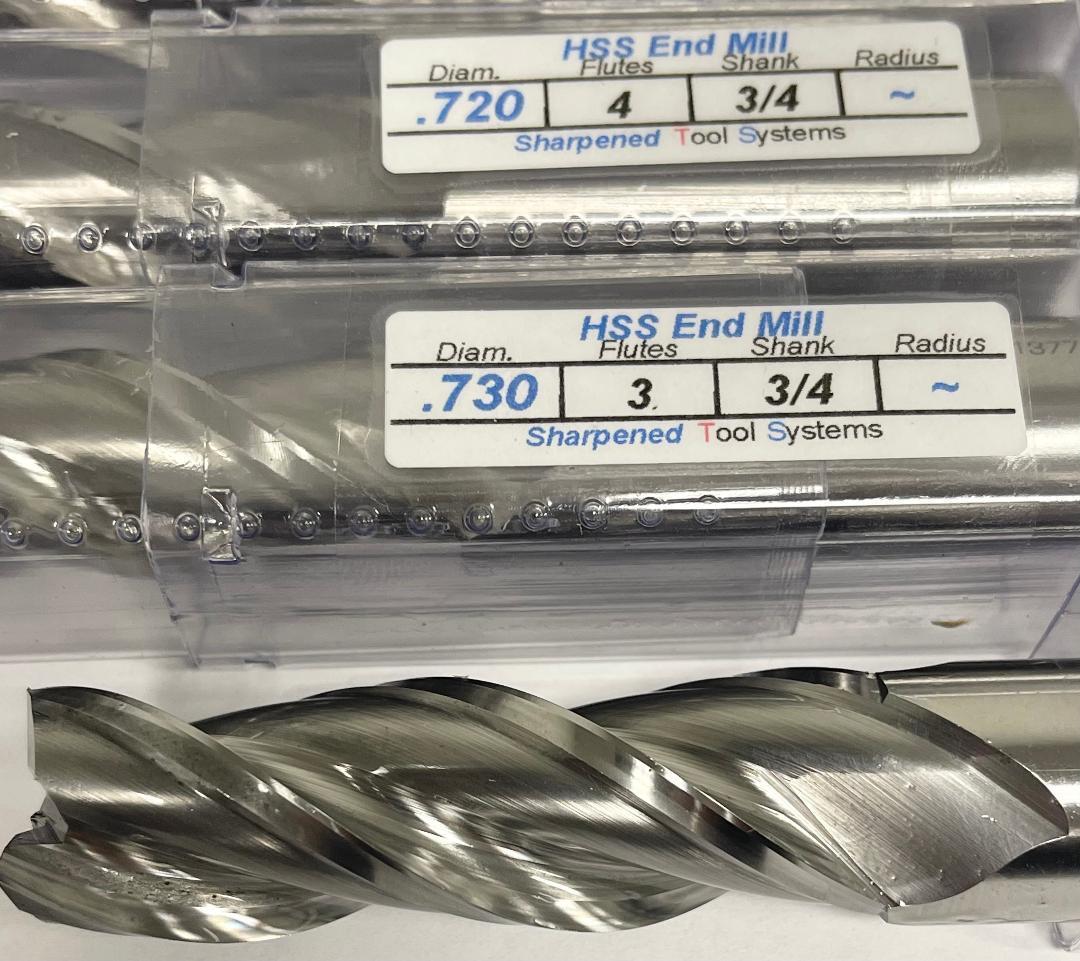 HSS End Mill
Diam. Flutes Shank Radius
.720 4 3/4 ~
Sharpened Tool Systems
HSS End Mill
Diam. Flutes Shank Radius
.730 3 3/4 ~
Sharpened Tool Systems